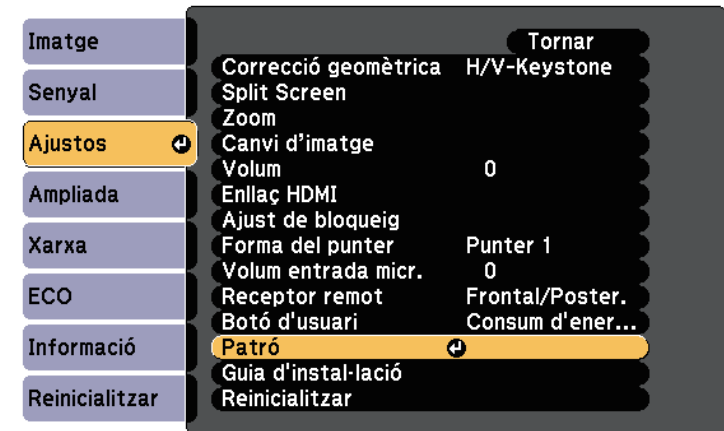 Imatge
Senyal
Ajustos
Ampliada
Xarxa
ECO
Informació
Reinicialitzar
Tornar
Correcció geomètrica H/V-Keystone
Split Screen
Zoom
Canvi d'imatge
Volum 0
Enllaç HDMI
Ajust de bloqueig
Forma del punter Punter 1
Volum entrada micr. 0
Receptor remot Frontal/Poster.
Botó d'usuari Consum d'ener...
Patró
Guia d'instal·lació
Reinicialitzar